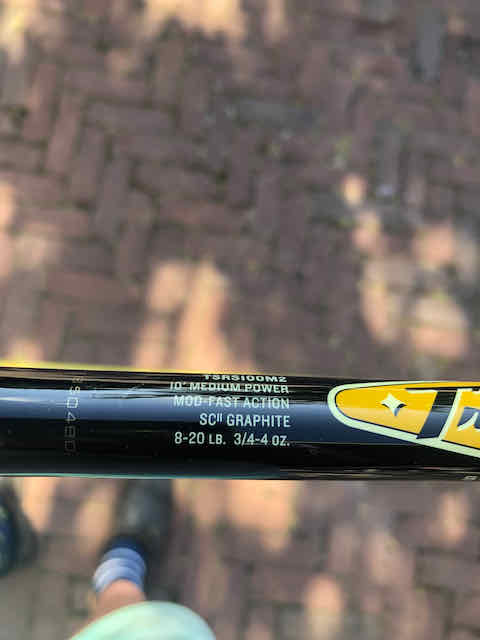 TSRS100M2
10' MEDIUM POWER
MOD-FAST ACTION
SCII GRAPHITE
8-20 LB. 3/4-4 OZ.